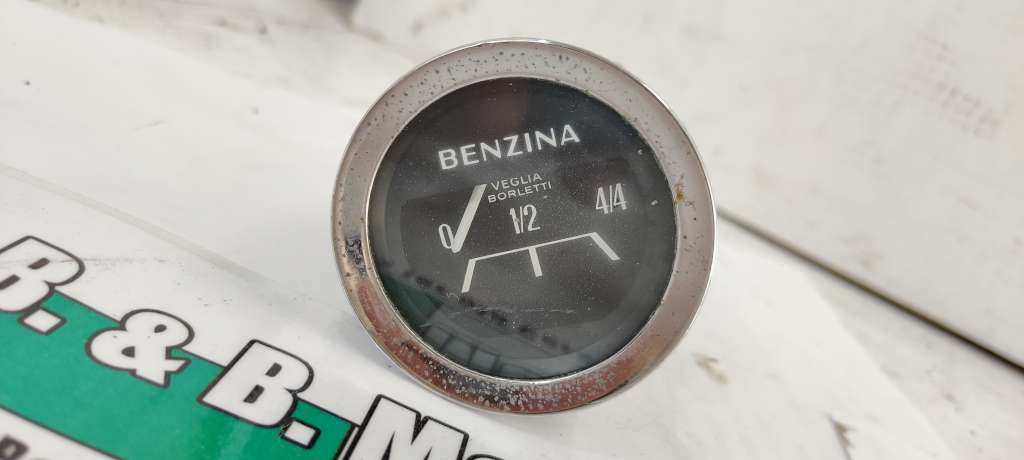 BENZINA
VEGLIA
BORLETTI
0 1/2 4/4
B. & B.